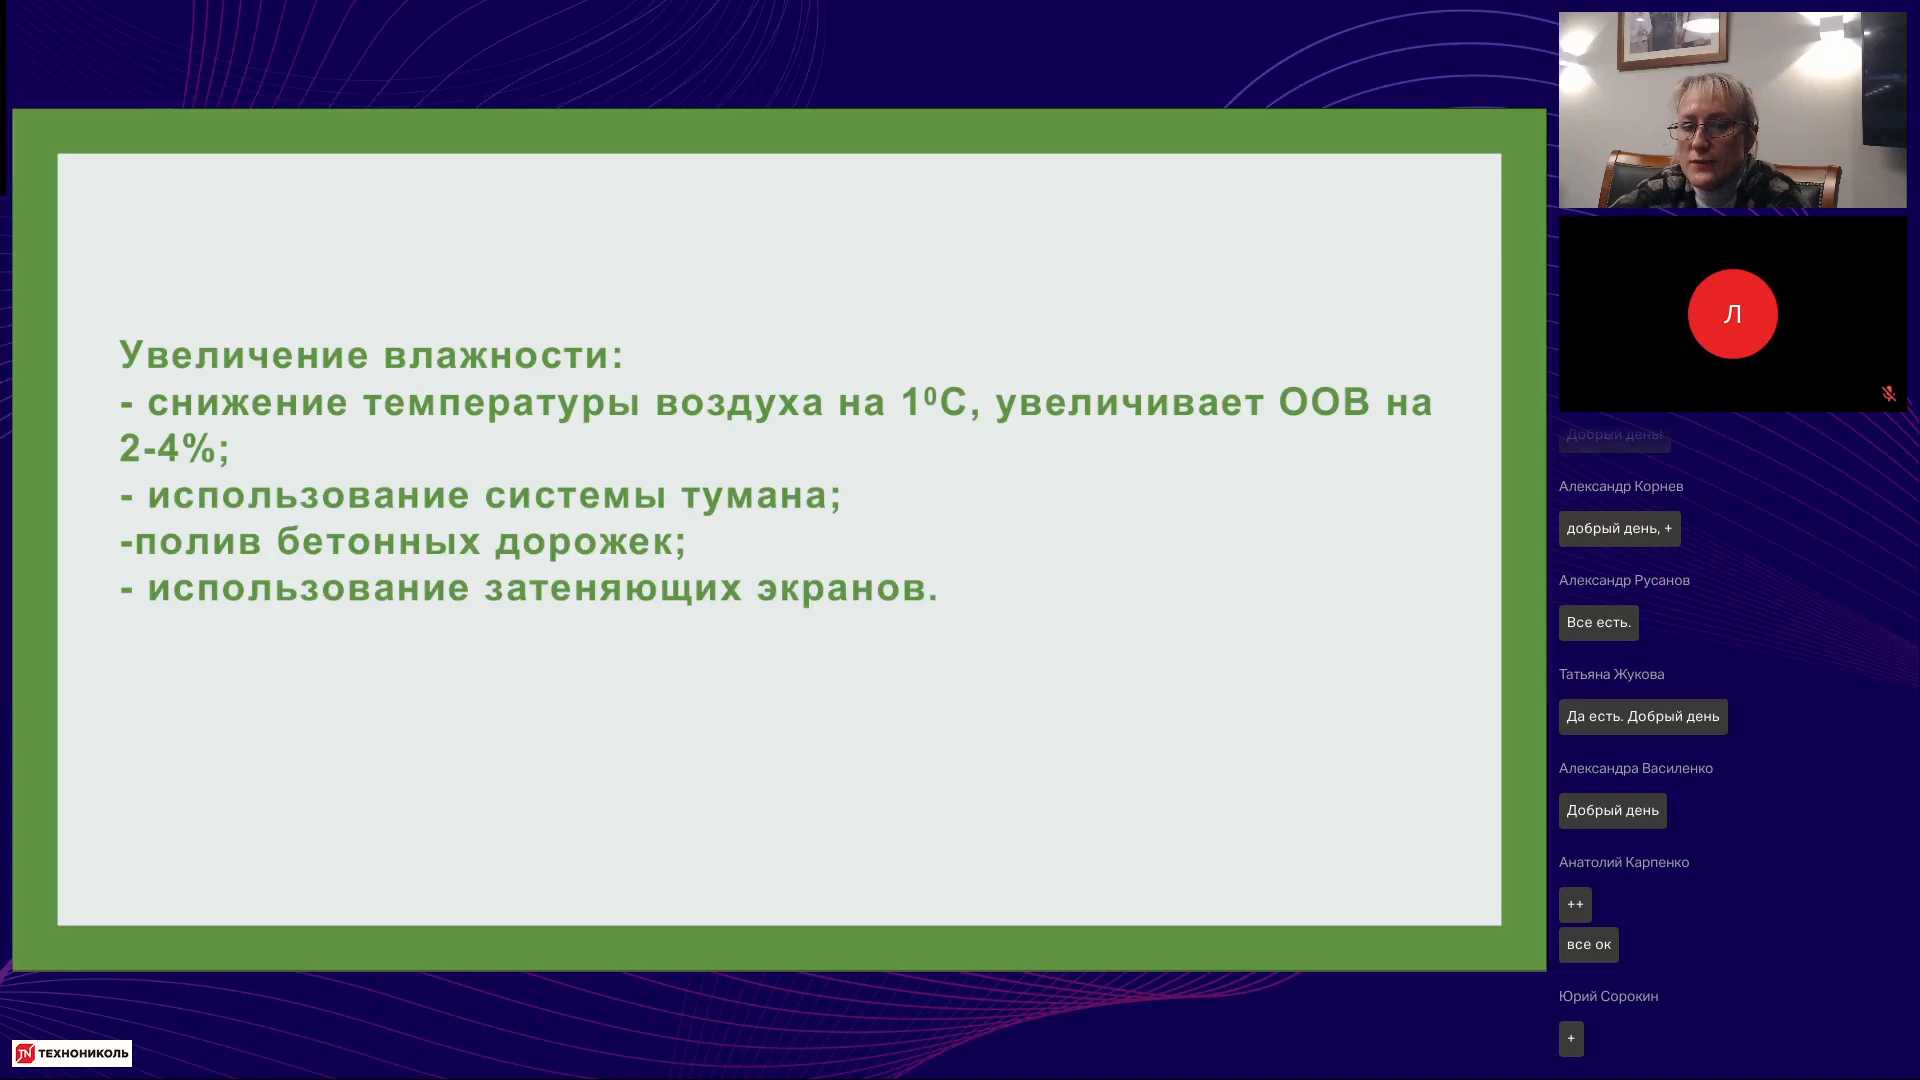 Увеличение влажности:
- снижение температуры воздуха на 1⁰С, увеличивает ООВ на
2-4%;
- использование системы тумана;
-полив бетонных дорожек;
- использование затеняющих экранов.
Л
Добрый день!
Александр Корнев
добрый день, +
Александр Русанов
Все есть.
Татьяна Жукова
Да есть. Добрый день
Александра Василенко
Добрый день
Анатолий Карпенко
++
все ок
Юрий Сорокин
+
TN ТЕХНОНИКОЛЬ